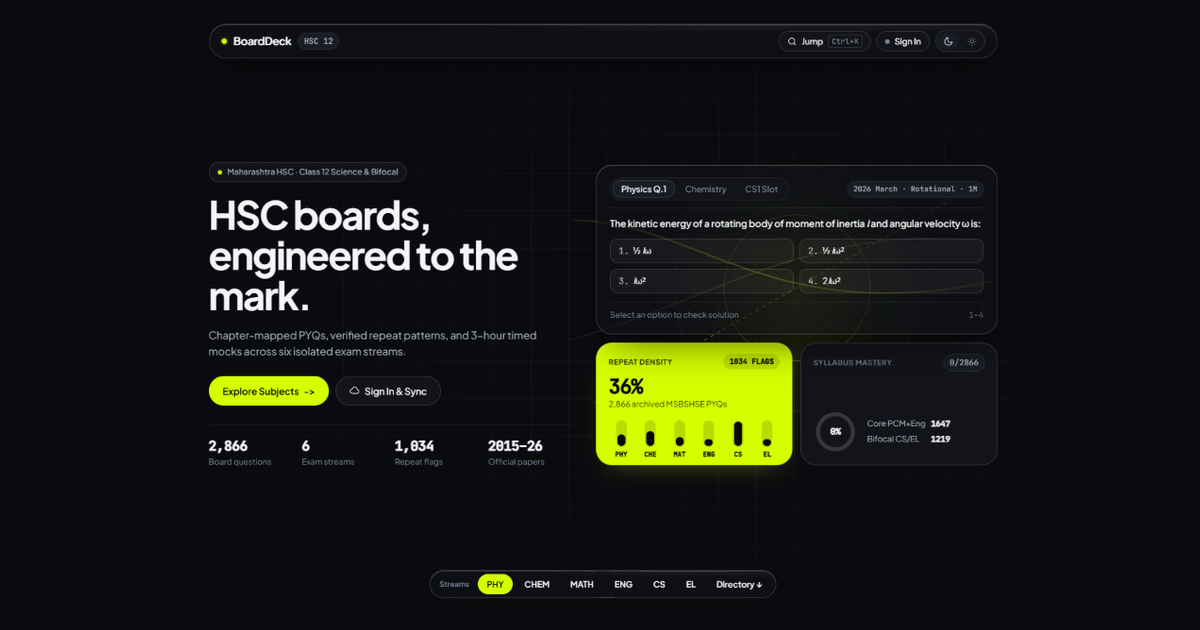 BoardDeck HSC 12
Jump Ctrl+K Sign In
Maharashtra HSC · Class 12 Science & Bifocal
HSC boards,
engineered to the
mark.
Chapter-mapped PYQs, verified repeat patterns, and 3-hour timed
mocks across six isolated exam streams.
Explore Subjects -> Sign In & Sync
2,866 6 1,034 2015–26
Board questions Exam streams Repeat flags Official papers
Physics Q.1 Chemistry CS1 Slot 2026 March · Rotational · 1M
The kinetic energy of a rotating body of moment of inertia I and angular velocity ω is:
1. ½ Iω 2. ½ Iω²
3. Iω² 4. 2Iω²
Select an option to check solution 1–4
REPEAT DENSITY 1034 FLAGS
36%
2,866 archived MSBSHSE PYQs
PHY CHE MAT ENG CS EL
SYLLABUS MASTERY 0/2866
0%
Core PCM+Eng 1647
Bifocal CS/EL 1219
Streams PHY CHEM MATH ENG CS EL Directory ↓